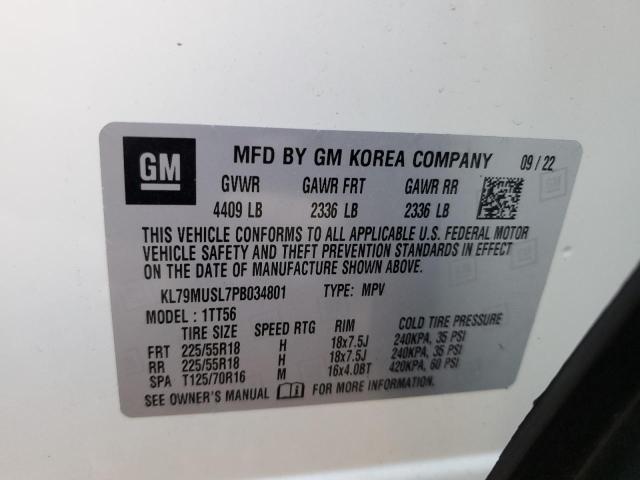 GM MFD BY GM KOREA COMPANY 09/22
GVWR GAWR FRT GAWR RR
4409 LB 2336 LB 2336 LB
THIS VEHICLE CONFORMS TO ALL APPLICABLE U.S. FEDERAL MOTOR
VEHICLE SAFETY AND THEFT PREVENTION STANDARDS IN EFFECT
ON THE DATE OF MANUFACTURE SHOWN ABOVE.
KL79MUSL7PB034801 TYPE: MPV
MODEL: 1TT56
TIRE SIZE SPEED RTG RIM COLD TIRE PRESSURE
FRT 225/55R18 H 18x7.5J 240KPA, 35 PSI
RR 225/55R18 H 18x7.5J 240KPA, 35 PSI
SPA T125/70R16 M 16x4.0BT 420KPA, 60 PSI
SEE OWNER'S MANUAL FOR MORE INFORMATION